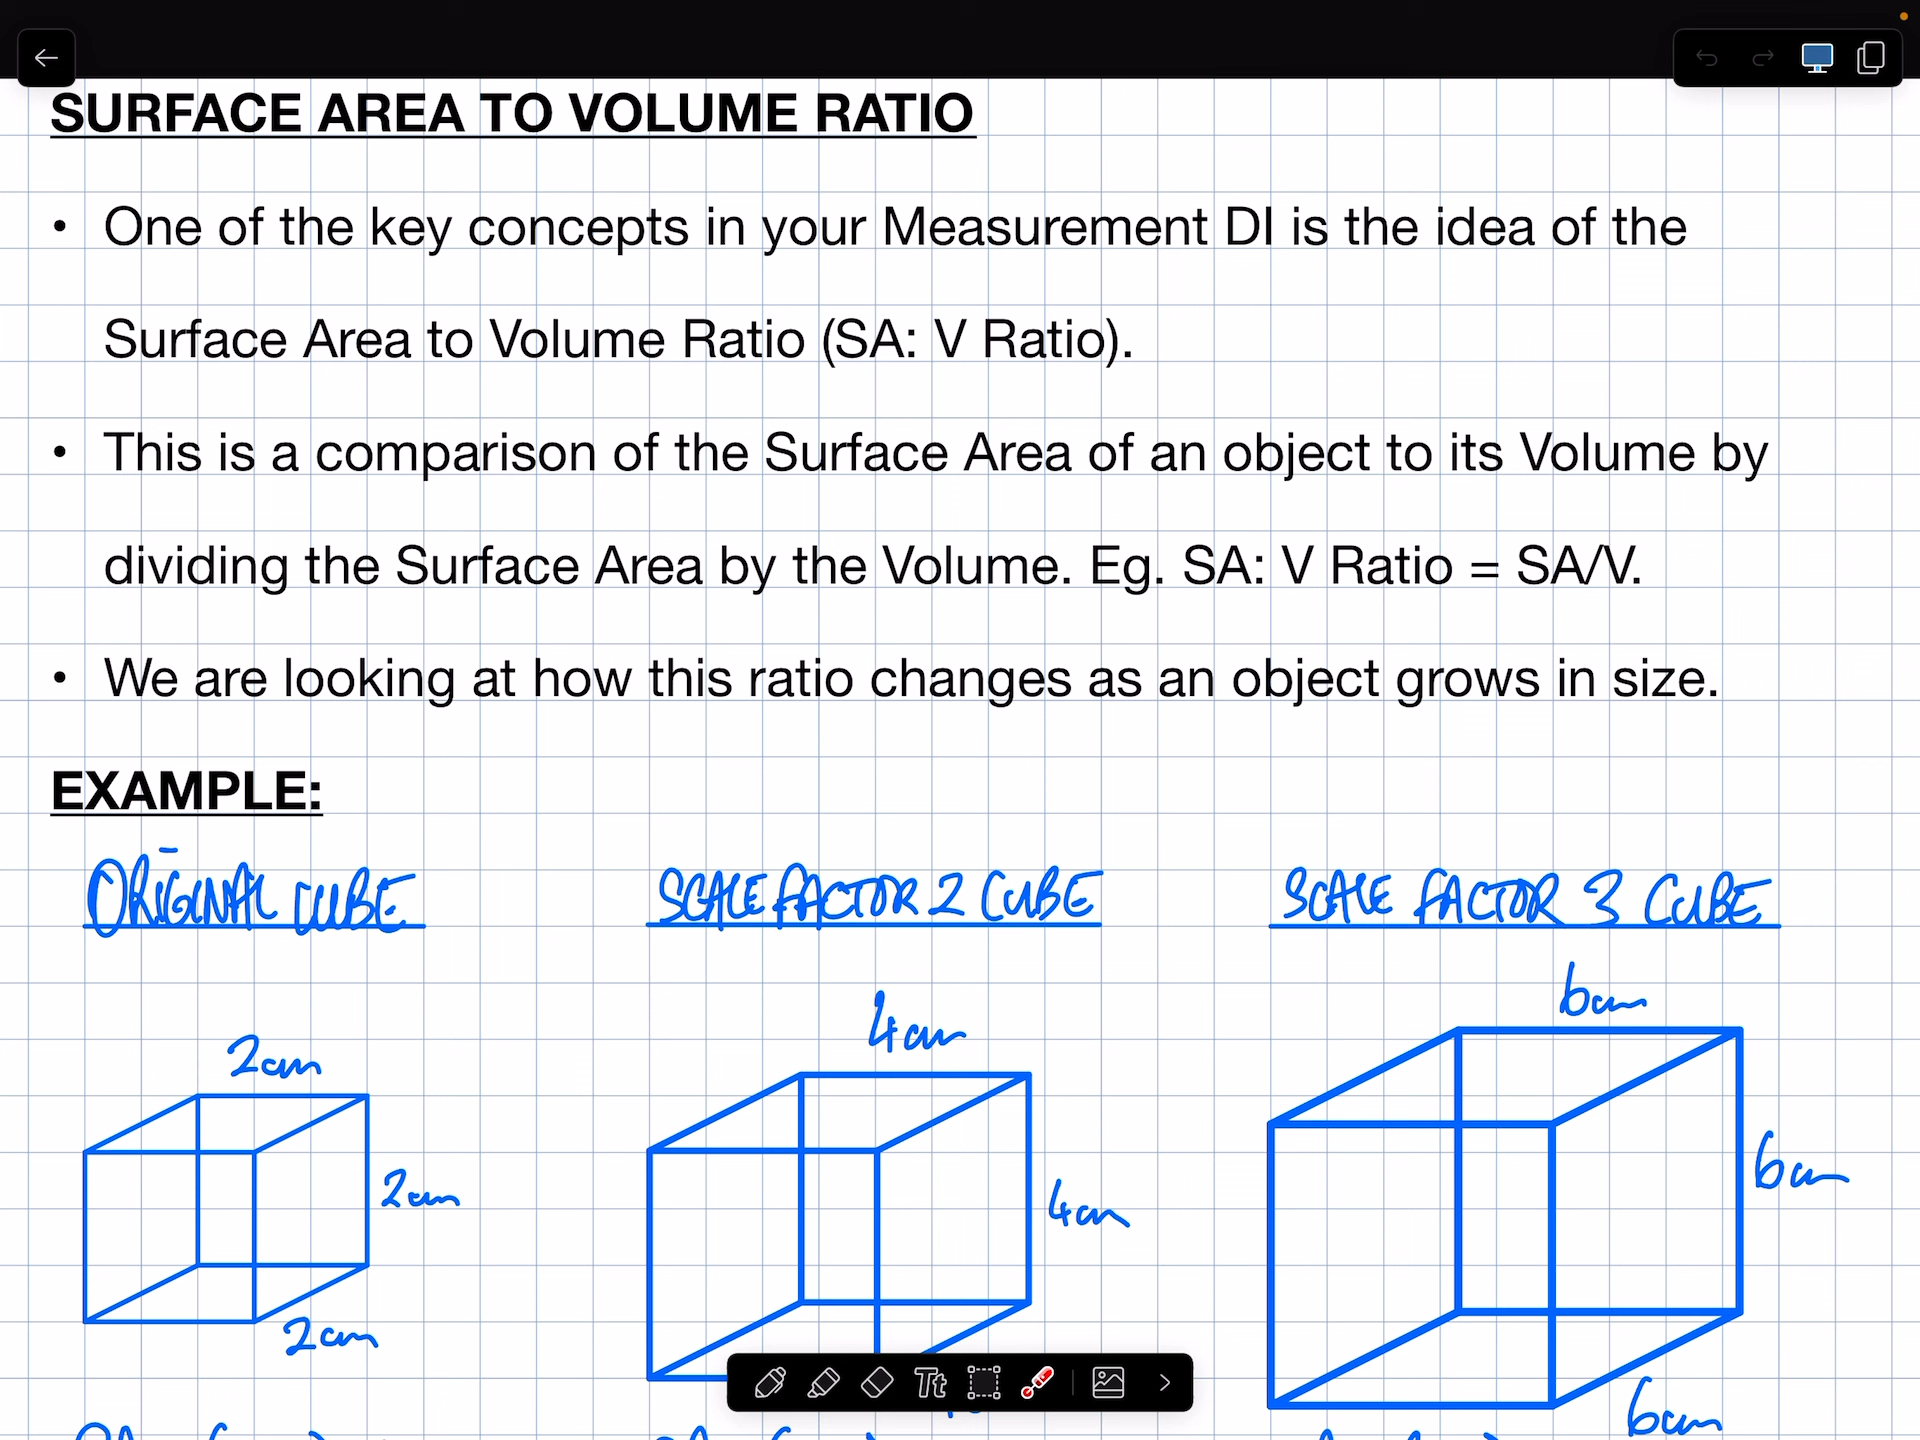 SURFACE AREA TO VOLUME RATIO
• One of the key concepts in your Measurement DI is the idea of the
Surface Area to Volume Ratio (SA: V Ratio).
• This is a comparison of the Surface Area of an object to its Volume by
dividing the Surface Area by the Volume. Eg. SA: V Ratio = SA/V.
• We are looking at how this ratio changes as an object grows in size.
EXAMPLE:
ORIGINAL CUBE
2cm
2cm
2cm
SCALE FACTOR 2 CUBE
4cm
4cm
SCALE FACTOR 3 CUBE
6cm
6cm
6cm
Tt